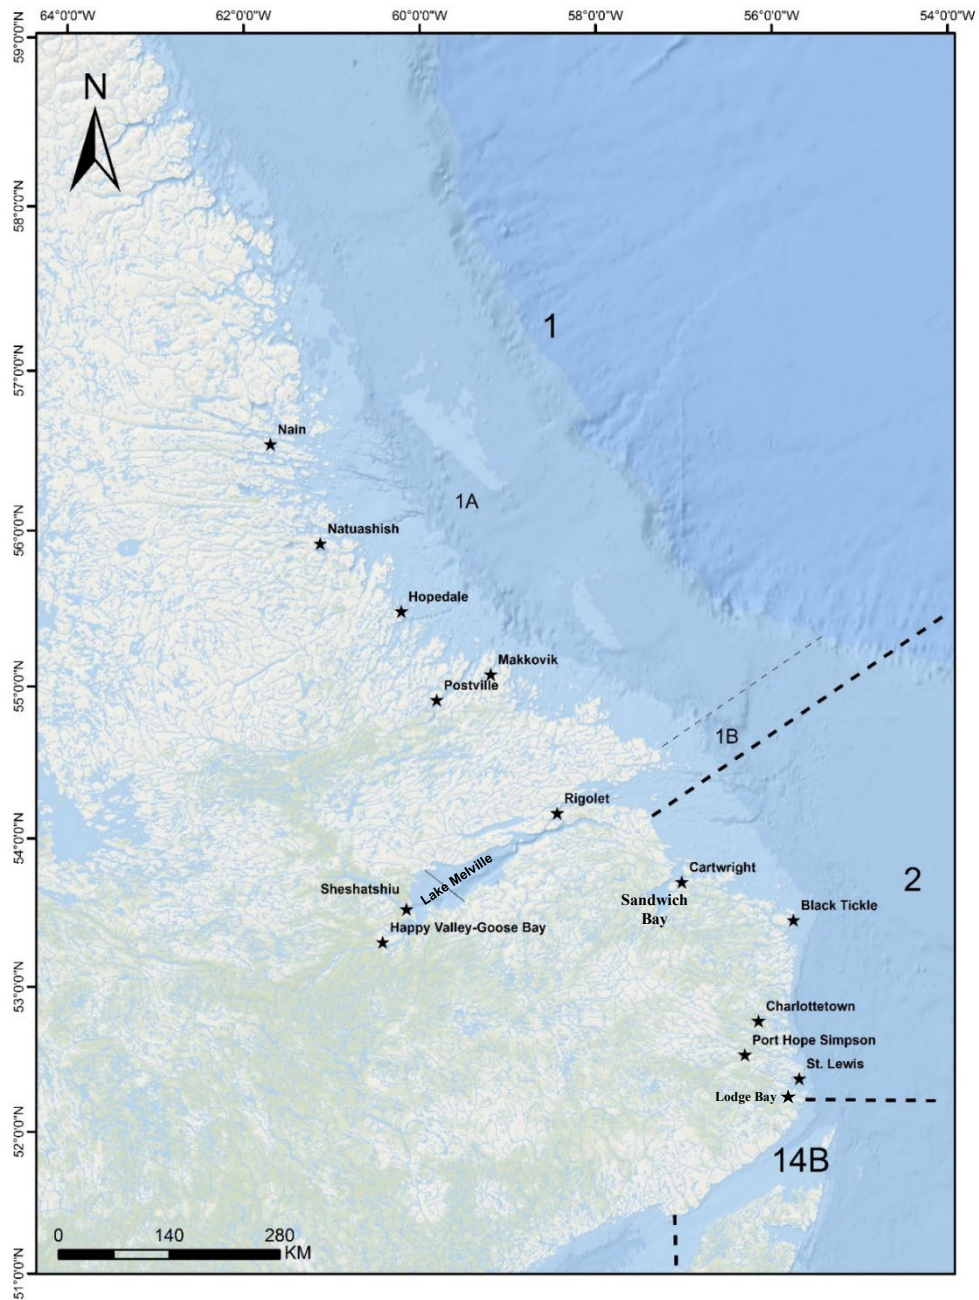 64°0'0"W
62°0'0"W
60°0'0"W
58°0'0"W
56°0'0"W
54°0'0"W
59°0'0"N
58°0'0"N
57°0'0"N
56°0'0"N
55°0'0"N
54°0'0"N
53°0'0"N
52°0'0"N
51°0'0"N
N
1
Nain
1A
Natuashish
Hopedale
Makkovik
Postville
1B
Rigolet
Lake Melville
Cartwright
Sheshatshiu
2
Sandwich
Bay
Black Tickle
Happy Valley-Goose Bay
Charlottetown
Port Hope Simpson
St. Lewis
Lodge Bay
14B
0 140 280
KM